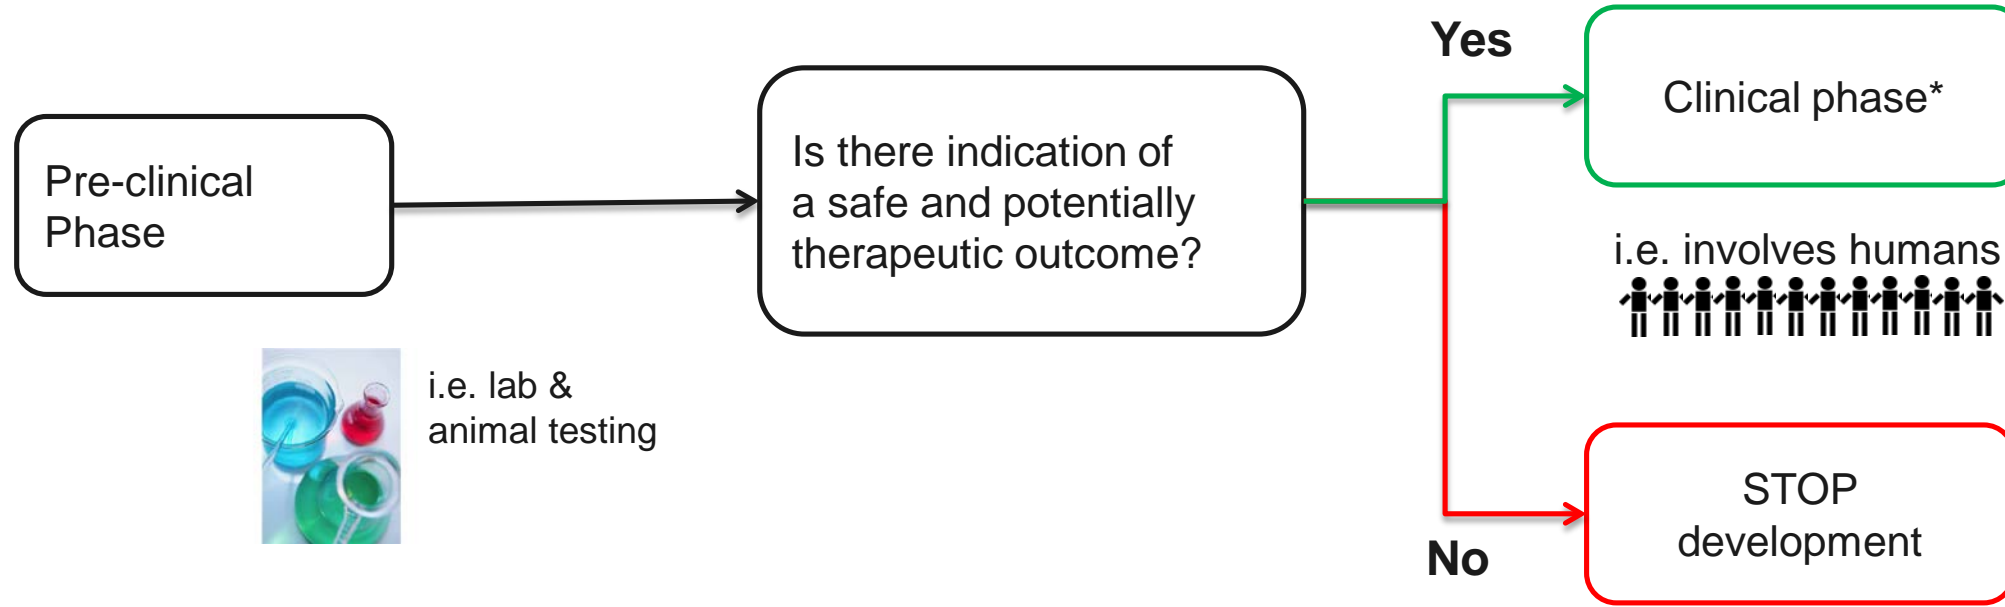 Pre-clinical
Phase
i.e. lab &
animal testing
Is there indication of
a safe and potentially
therapeutic outcome?
Yes
Clinical phase*
i.e. involves humans
No
STOP
development